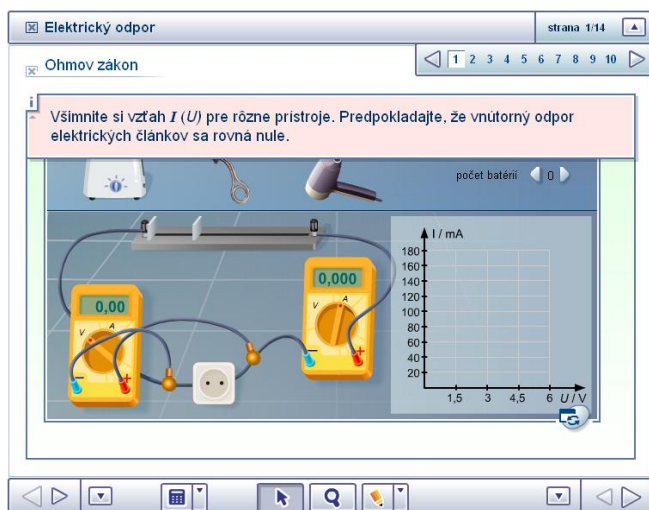 Elektrický odpor
strana 1/14
Ohmov zákon
1 2 3 4 5 6 7 8 9 10
i
Všimnite si vzťah I (U) pre rôzne prístroje. Predpokladajte, že vnútorný odpor
elektrických článkov sa rovná nule.
-0-
počet batérií 0
0,00
V A
- +
0,000
V A
- +
I / mA
180
160
140
120
100
80
60
40
20
1,5 3 4,5 6 U / V